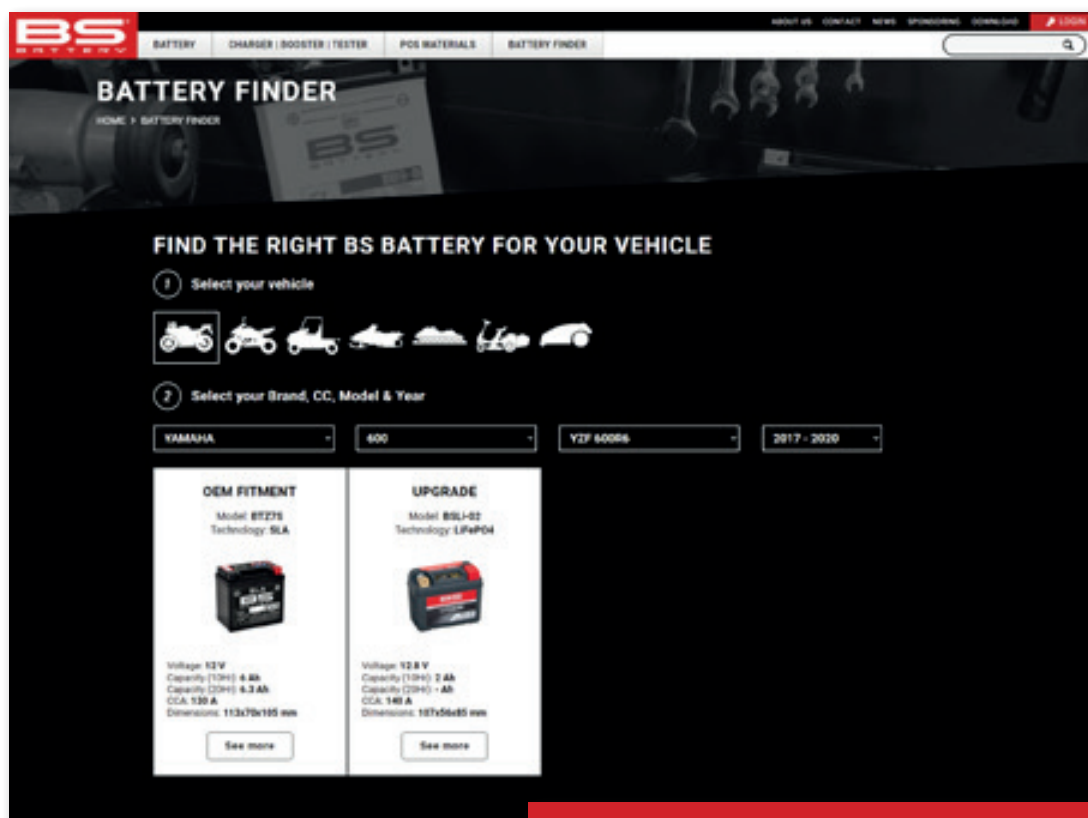 ABOUT US CONTACT NEWS SPONSORING DOWNLOAD LOGIN
BS
BATTERY
BATTERY CHARGER | BOOSTER | TESTER POS MATERIALS BATTERY FINDER
BATTERY FINDER
HOME > BATTERY FINDER
BS
FIND THE RIGHT BS BATTERY FOR YOUR VEHICLE
1 Select your vehicle
2 Select your Brand, CC, Model & Year
YAMAHA 600 YZF 600R6 2017 - 2020
OEM FITMENT
Model: BTZ7S
Technology: SLA
Voltage: 12 V
Capacity (10H): 6 Ah
Capacity (20H): 6.3 Ah
CCA: 130 A
Dimensions: 113x70x105 mm
See more
UPGRADE
Model: BSLi-02
Technology: LiFePO4
Voltage: 12.8 V
Capacity (10H): 2 Ah
Capacity (20H): - Ah
CCA: 140 A
Dimensions: 107x56x85 mm
See more